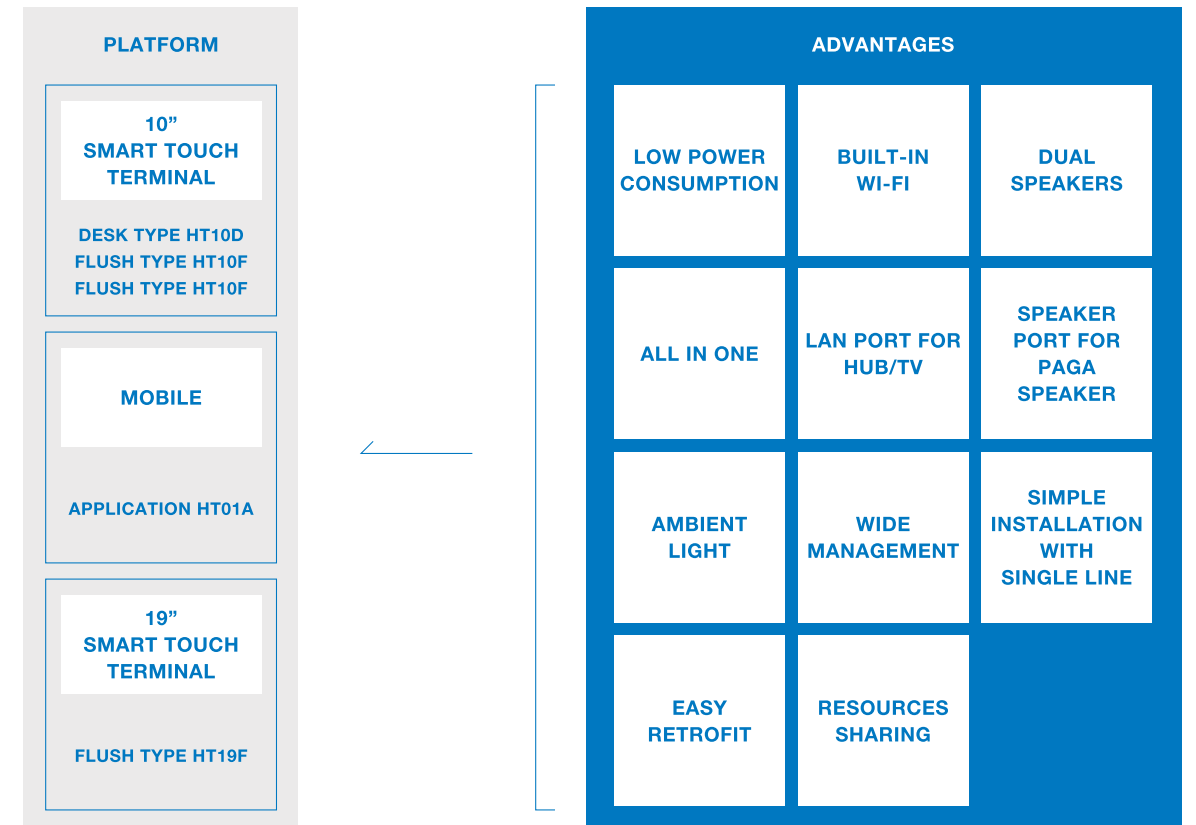 PLATFORM
10”
SMART TOUCH
TERMINAL
DESK TYPE HT10D
FLUSH TYPE HT10F
FLUSH TYPE HT10F
MOBILE
APPLICATION HT01A
19”
SMART TOUCH
TERMINAL
FLUSH TYPE HT19F
ADVANTAGES
LOW POWER
CONSUMPTION
BUILT-IN
WI-FI
DUAL
SPEAKERS
ALL IN ONE
LAN PORT FOR
HUB/TV
SPEAKER
PORT FOR
PAGA
SPEAKER
AMBIENT
LIGHT
WIDE
MANAGEMENT
SIMPLE
INSTALLATION
WITH
SINGLE LINE
EASY
RETROFIT
RESOURCES
SHARING